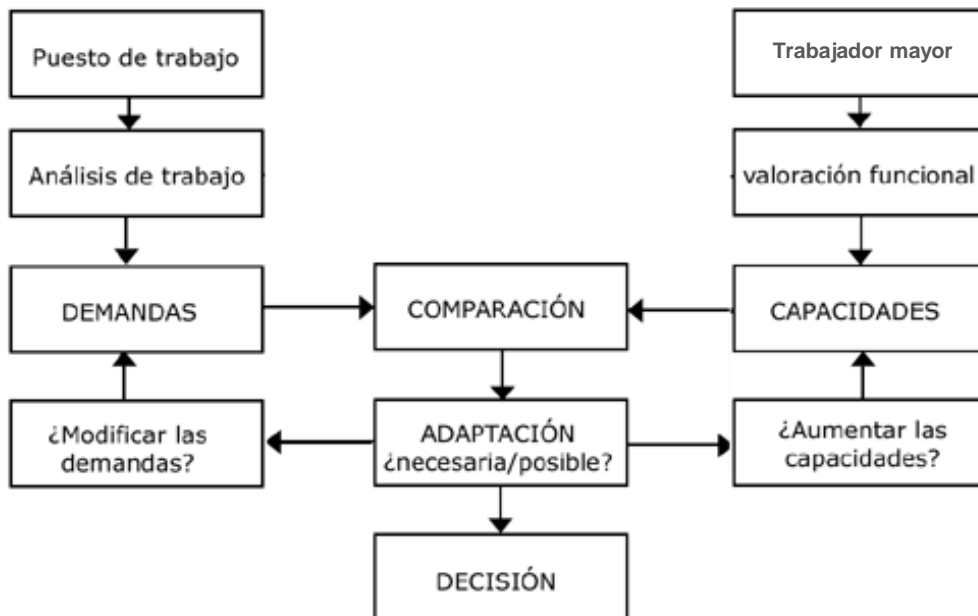 Puesto de trabajo
Trabajador mayor
Análisis de trabajo
valoración funcional
DEMANDAS
COMPARACIÓN
CAPACIDADES
¿Modificar las
demandas?
ADAPTACIÓN
¿necesaria/posible?
¿Aumentar las
capacidades?
DECISIÓN